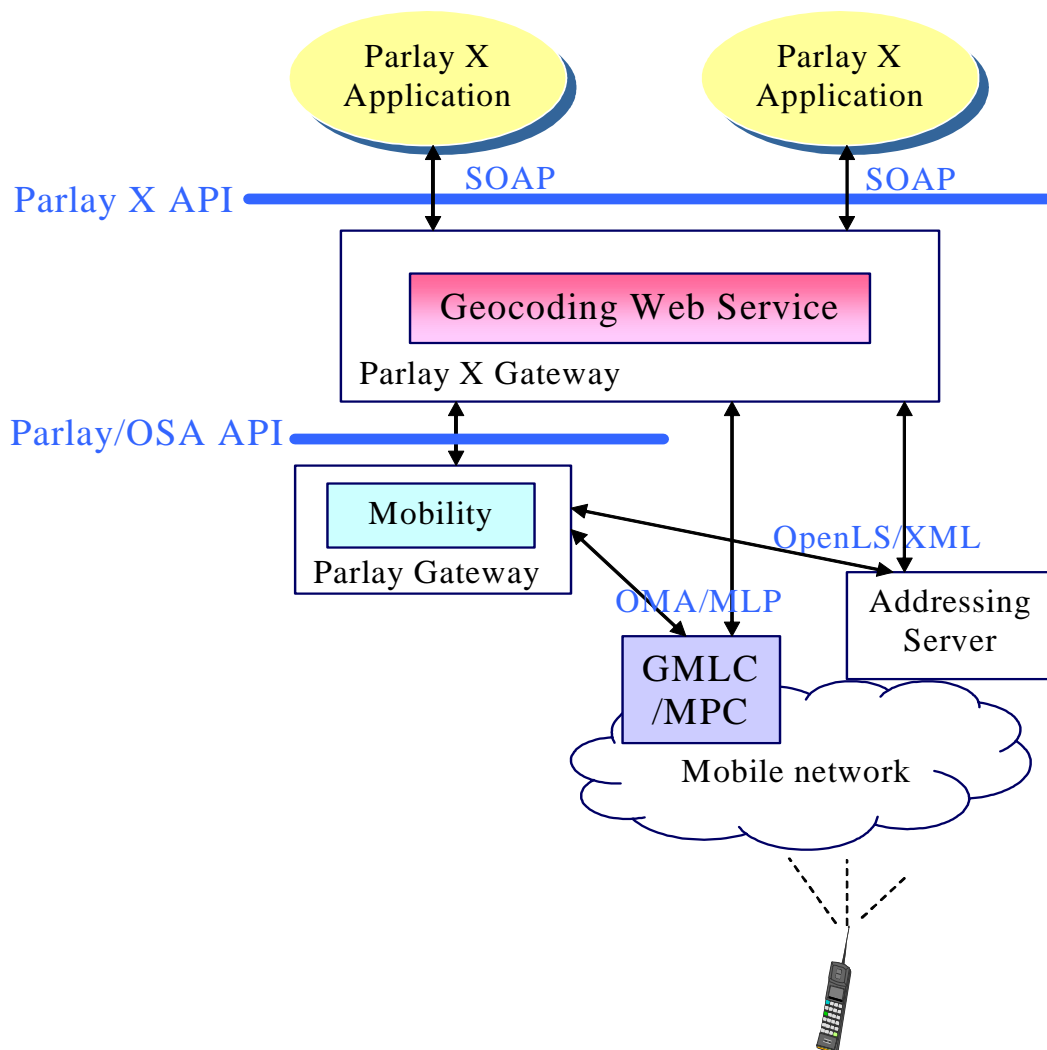 Parlay X
Application
Parlay X
Application
SOAP
SOAP
Parlay X API
Geocoding Web Service
Parlay X Gateway
Parlay/OSA API
Mobility
Parlay Gateway
OpenLS/XML
OMA/MLP
Addressing
Server
GMLC
/MPC
Mobile network